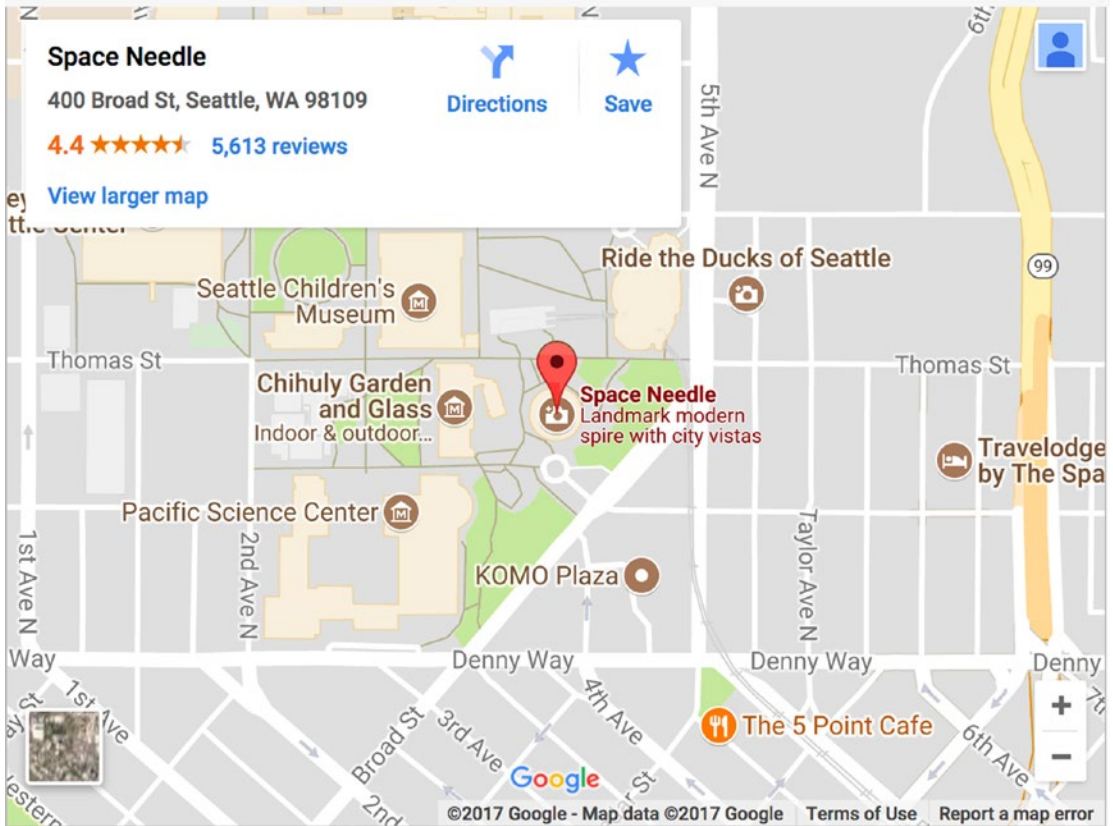 Space Needle
400 Broad St, Seattle, WA 98109
4.4
5,613 reviews
View larger map
Directions
Save
5th Ave N
6th
99
Ride the Ducks of Seattle
Seattle Children's
Museum
Thomas St
Thomas St
Chihuly Garden
and Glass
Indoor & outdoor...
Space Needle
Landmark modern
spire with city vistas
Travelodge
by The Spa
Pacific Science Center
1st Ave N
2nd Ave N
KOMO Plaza
Taylor Ave N
Way
Denny Way
Denny Way
Denny
1st Ave
Broad St
3rd Ave
4th Ave
The 5 Point Cafe
6th Ave
7th
2nd
Western
Google
©2017 Google - Map data ©2017 Google
Terms of Use
Report a map error